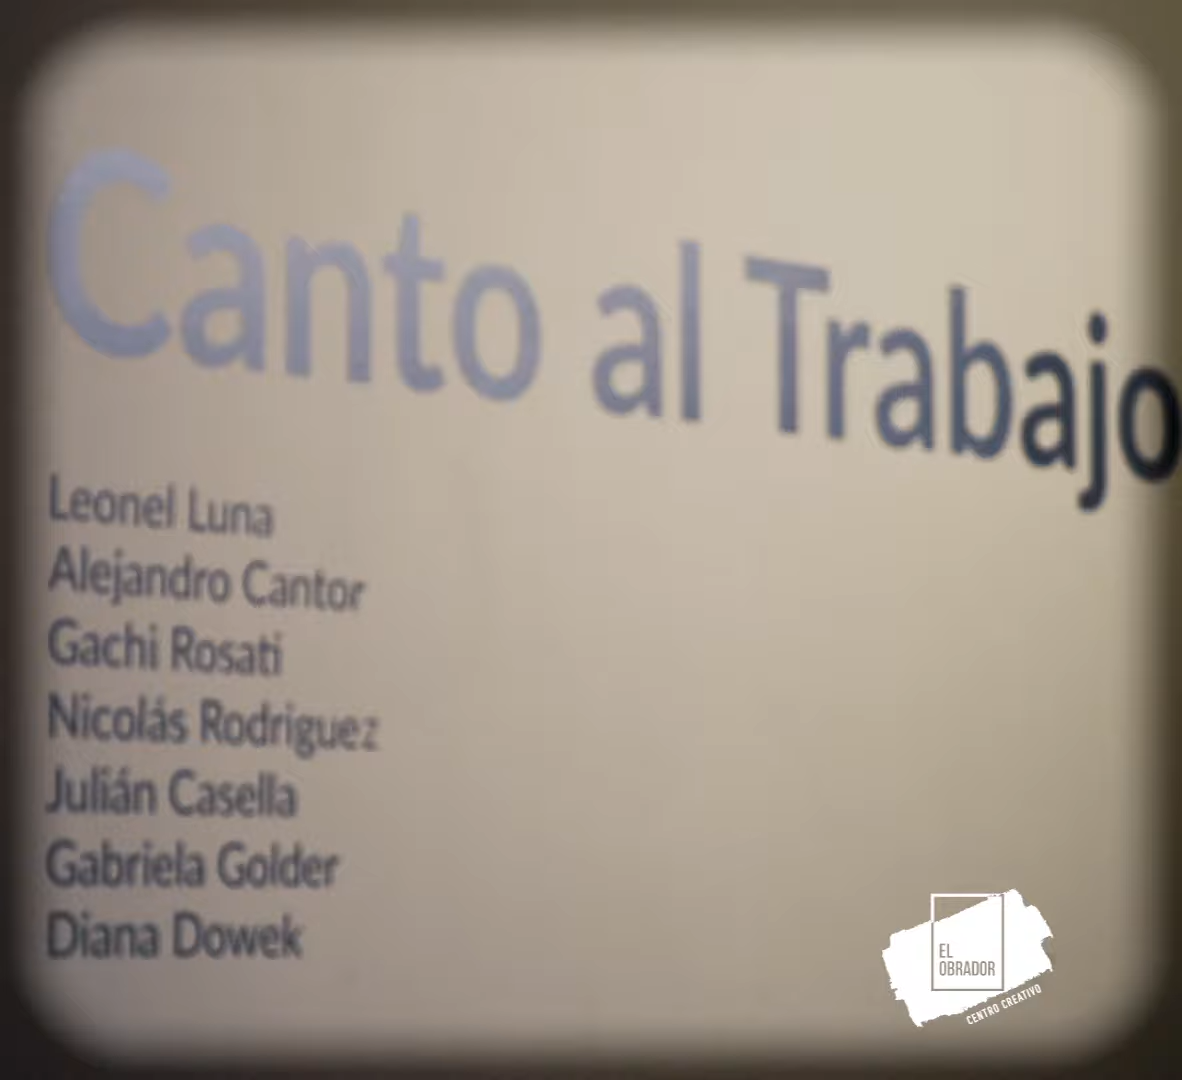 Canto al Trabajo
Leonel Luna
Alejandro Cantor
Gachi Rosati
Nicolás Rodriguez
Julián Casella
Gabriela Golder
Diana Dowek
EL
OBRADOR
CENTRO CREATIVO